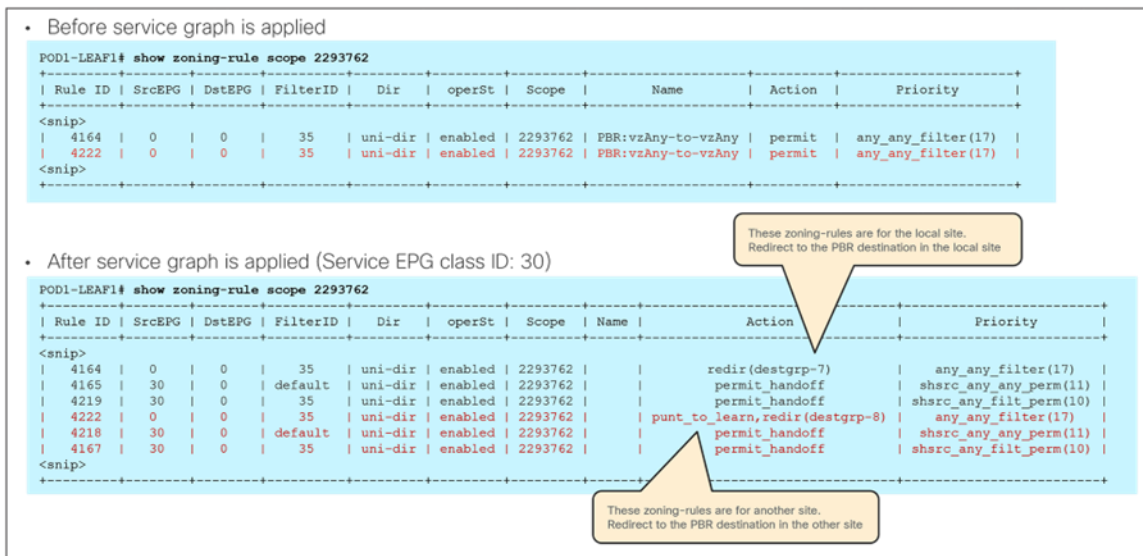 • Before service graph is applied
POD1-LEAF1# show zoning-rule scope 2293762
+---------+--------+--------+----------+---------+---------+---------+-------------------+---------+--------------------+
| Rule ID | SrcEPG | DstEPG | FilterID | Dir | operSt | Scope | Name | Action | Priority |
+---------+--------+--------+----------+---------+---------+---------+-------------------+---------+--------------------+
<snip>
| 4164 | 0 | 0 | 35 | uni-dir | enabled | 2293762 | PBR:vzAny-to-vzAny | permit | any_any_filter(17) |
| 4222 | 0 | 0 | 35 | uni-dir | enabled | 2293762 | PBR:vzAny-to-vzAny | permit | any_any_filter(17) |
<snip>
+---------+--------+--------+----------+---------+---------+---------+-------------------+---------+--------------------+
These zoning-rules are for the local site.
Redirect to the PBR destination in the local site
• After service graph is applied (Service EPG class ID: 30)
POD1-LEAF1# show zoning-rule scope 2293762
+---------+--------+--------+----------+---------+---------+---------+------+------------------------------+------------------------+
| Rule ID | SrcEPG | DstEPG | FilterID | Dir | operSt | Scope | Name | Action | Priority |
+---------+--------+--------+----------+---------+---------+---------+------+------------------------------+------------------------+
<snip>
| 4164 | 0 | 0 | 35 | uni-dir | enabled | 2293762 | | redir(destgrp-7) | any_any_filter(17) |
| 4165 | 30 | 0 | default | uni-dir | enabled | 2293762 | | permit_handoff | shsrc_any_any_perm(11) |
| 4219 | 30 | 0 | 35 | uni-dir | enabled | 2293762 | | permit_handoff | shsrc_any_filt_perm(10) |
| 4222 | 0 | 0 | 35 | uni-dir | enabled | 2293762 | | punt_to_learn,redir(destgrp-8) | any_any_filter(17) |
| 4218 | 30 | 0 | default | uni-dir | enabled | 2293762 | | permit_handoff | shsrc_any_any_perm(11) |
| 4167 | 30 | 0 | 35 | uni-dir | enabled | 2293762 | | permit_handoff | shsrc_any_filt_perm(10) |
<snip>
+---------+--------+--------+----------+---------+---------+---------+------+------------------------------+------------------------+
These zoning-rules are for another site.
Redirect to the PBR destination in the other site